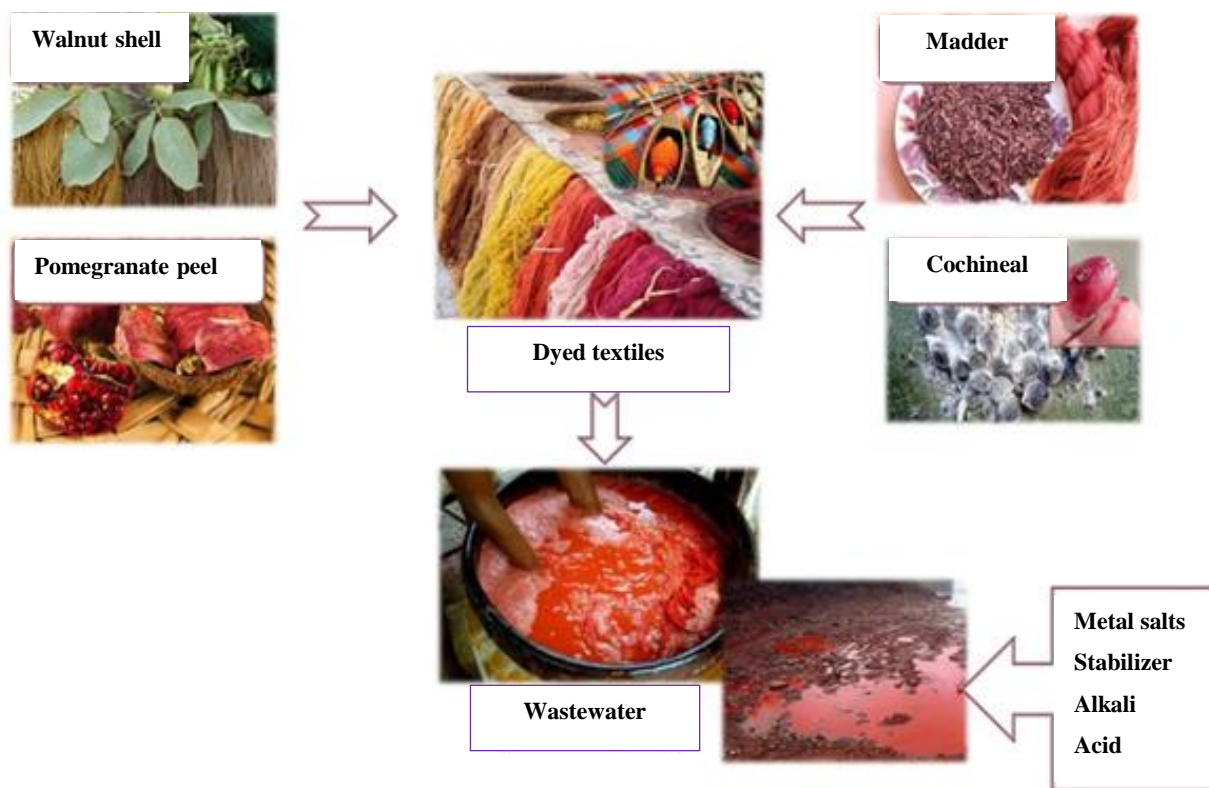 Walnut shell
Madder
Pomegranate peel
Cochineal
Dyed textiles
Wastewater
Metal salts
Stabilizer
Alkali
Acid